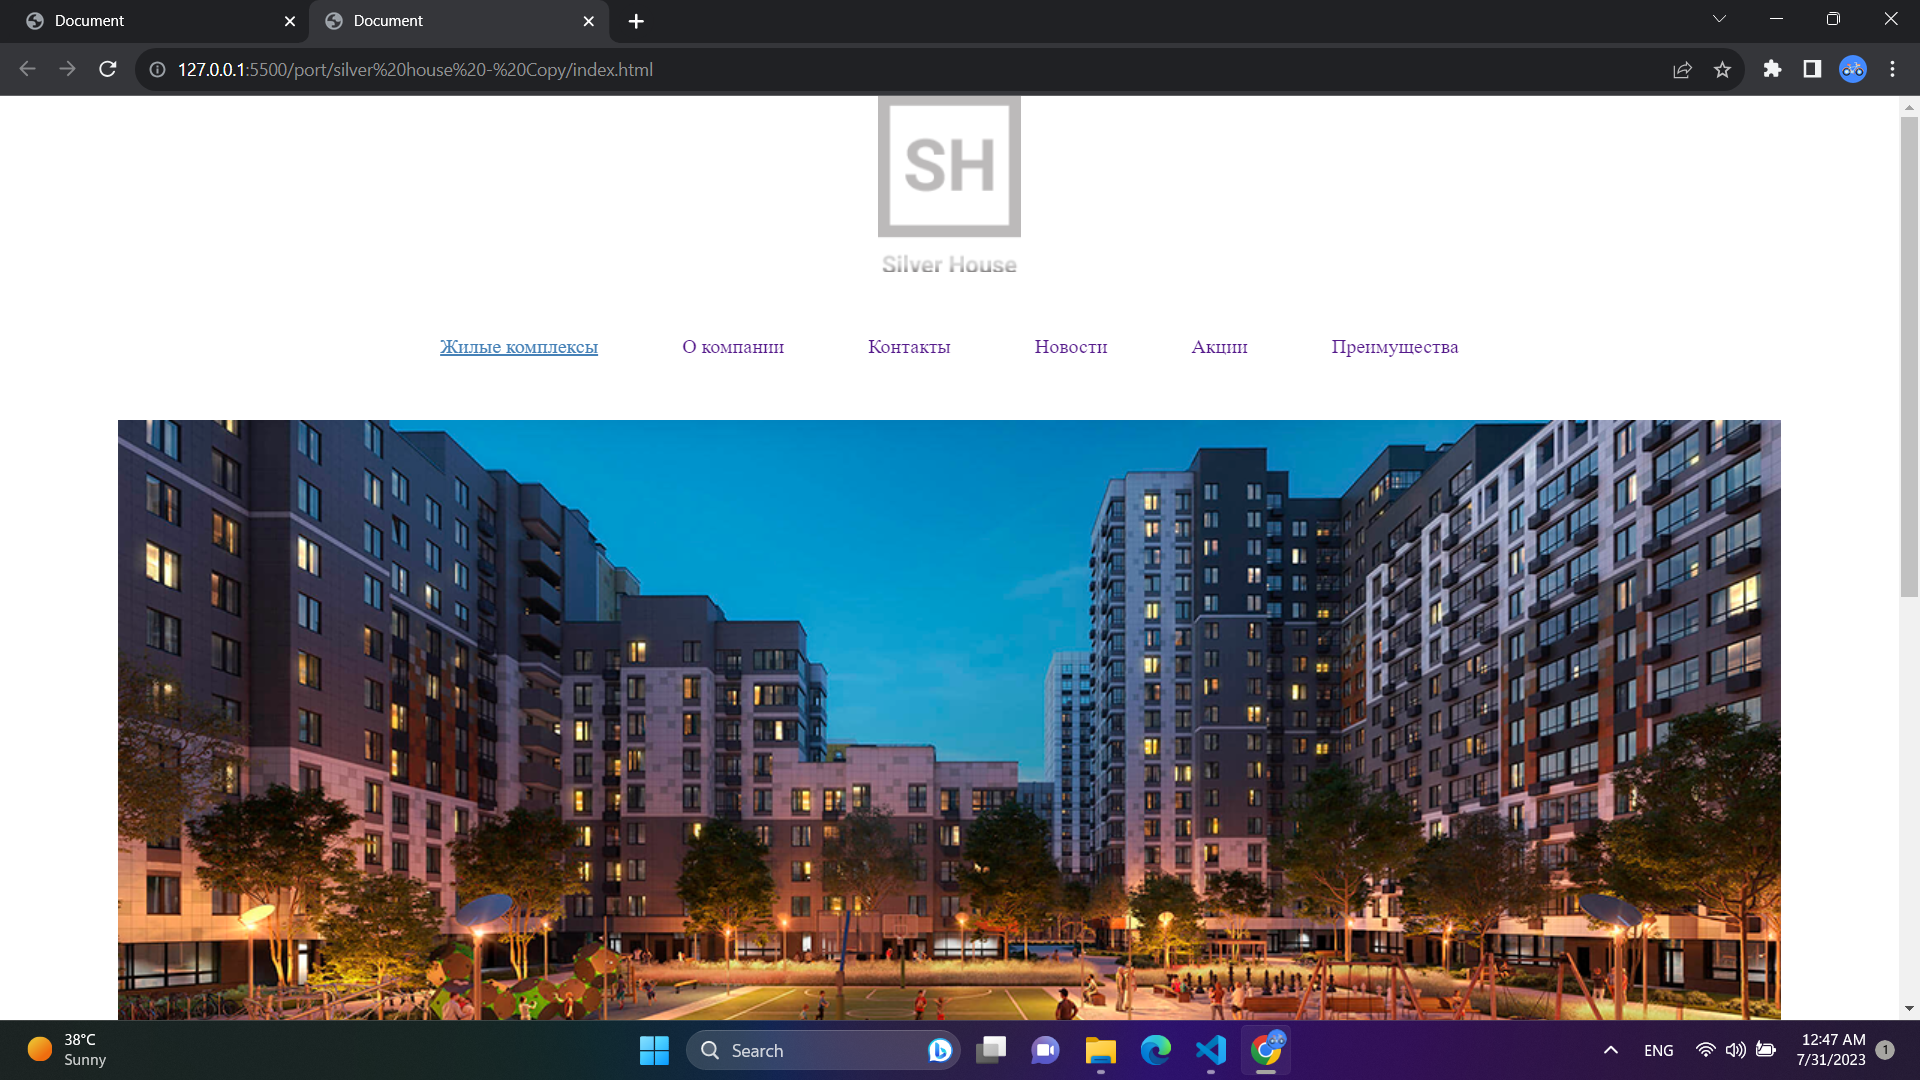 Document
Document
127.0.0.1:5500/port/silver%20house%20-%20Copy/index.html
SH
Silver House
Жилые комплексы О компании Контакты Новости Акции Преимущества
38°C
Sunny
Search
ENG
12:47 AM
7/31/2023
1